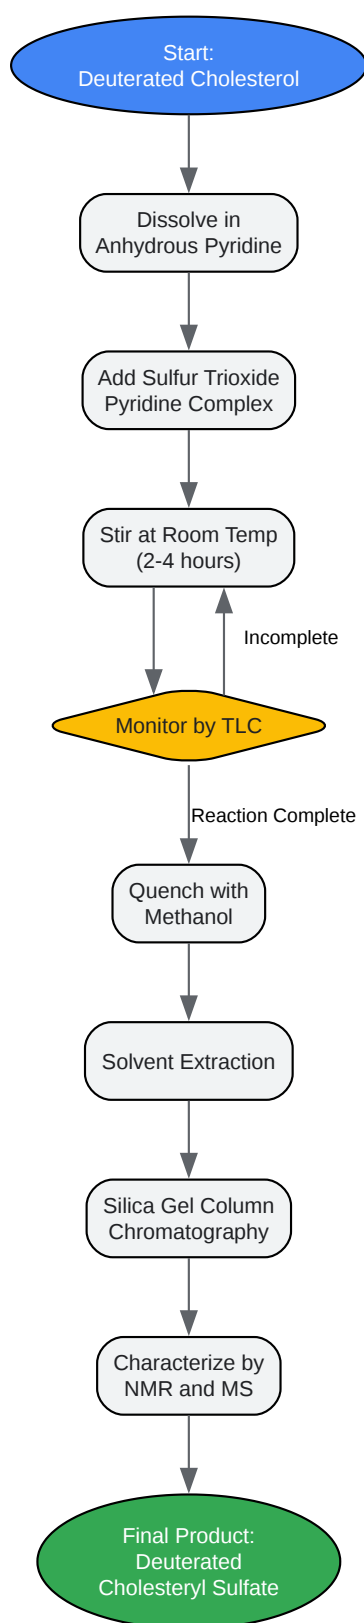 Start:
Deuterated Cholesterol
Dissolve in
Anhydrous Pyridine
Add Sulfur Trioxide
Pyridine Complex
Stir at Room Temp
(2-4 hours)
Incomplete
Monitor by TLC
Reaction Complete
Quench with
Methanol
Solvent Extraction
Silica Gel Column
Chromatography
Characterize by
NMR and MS
Final Product:
Deuterated
Cholesteryl Sulfate